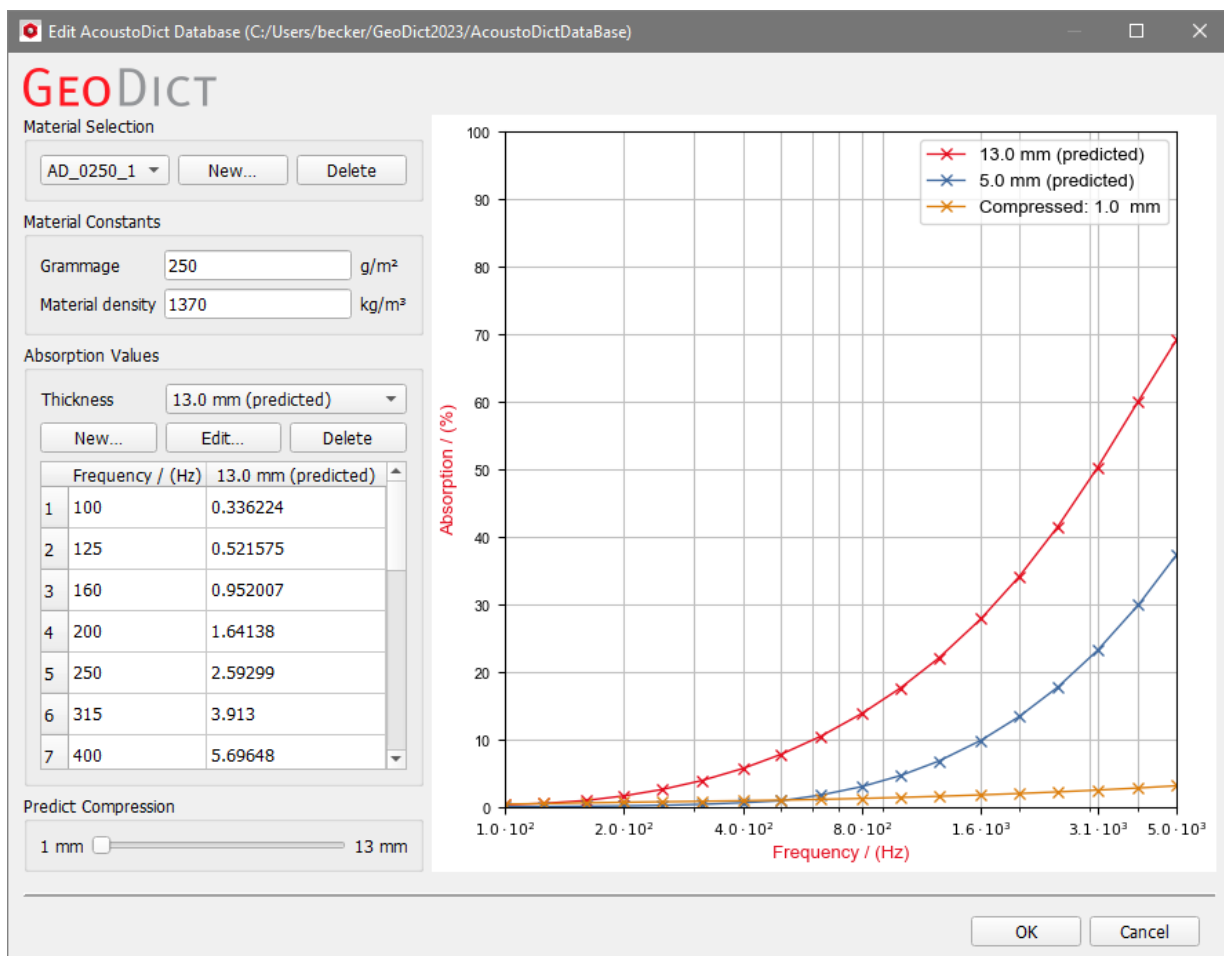 Edit AcoustoDict Database (C:/Users/becker/GeoDict2023/AcoustoDictDataBase)
GEODICT
Material Selection
AD_0250_1 New... Delete
Material Constants
Grammage 250 g/m²
Material density 1370 kg/m³
Absorption Values
Thickness 13.0 mm (predicted)
New... Edit... Delete
Frequency / (Hz) 13.0 mm (predicted)
1 100 0.336224
2 125 0.521575
3 160 0.952007
4 200 1.64138
5 250 2.59299
6 315 3.913
7 400 5.69648
Predict Compression
1 mm 13 mm
100
90
80
70
60
50
40
30
20
10
0
Absorption / (%)
13.0 mm (predicted)
5.0 mm (predicted)
Compressed: 1.0 mm
1.0·10² 2.0·10² 4.0·10² 8.0·10² 1.6·10³ 3.1·10³ 5.0·10³
Frequency / (Hz)
OK Cancel